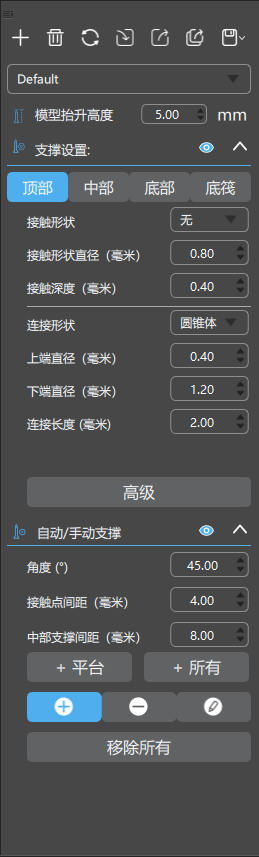 Default
模型抬升高度 5.00 mm
支撑设置:
顶部 中部 底部 底筏
接触形状 无
接触形状直径（毫米） 0.80
接触深度（毫米） 0.40
连接形状 圆锥体
上端直径（毫米） 0.40
下端直径（毫米） 1.20
连接长度 (毫米) 2.00
高级
自动/手动支撑
角度 (°) 45.00
接触点间距（毫米） 4.00
中部支撑间距（毫米） 8.00
+ 平台 + 所有
移除所有